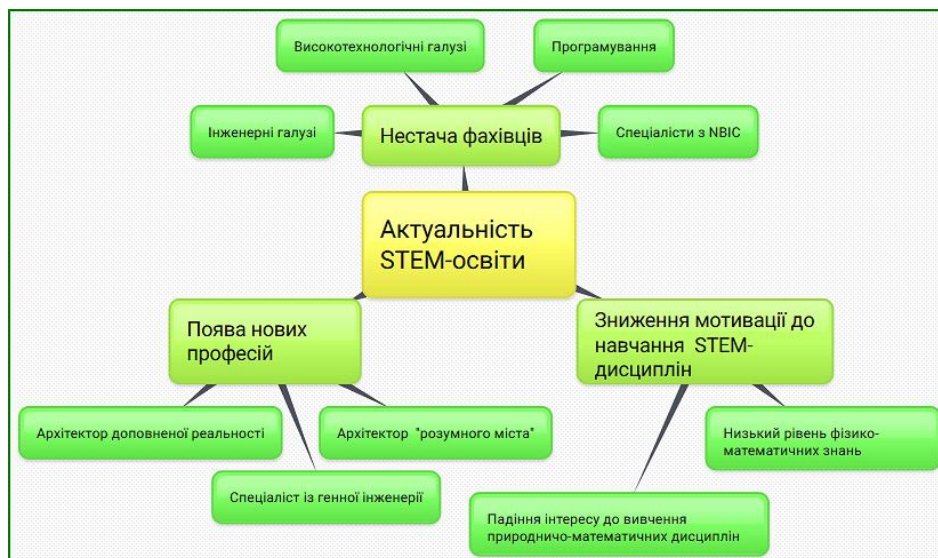 Високотехнологічні галузі
Програмування
Інженерні галузі
Нестача фахівців
Спеціалісти з NBIC
Актуальність
STEM-освіти
Поява нових
професій
Зниження мотивації до
навчання STEM-
дисциплін
Архітектор доповненої реальності
Архітектор "розумного міста"
Низький рівень фізико-
математичних знань
Спеціаліст із генної інженерії
Падіння інтересу до вивчення
природничо-математичних дисциплін